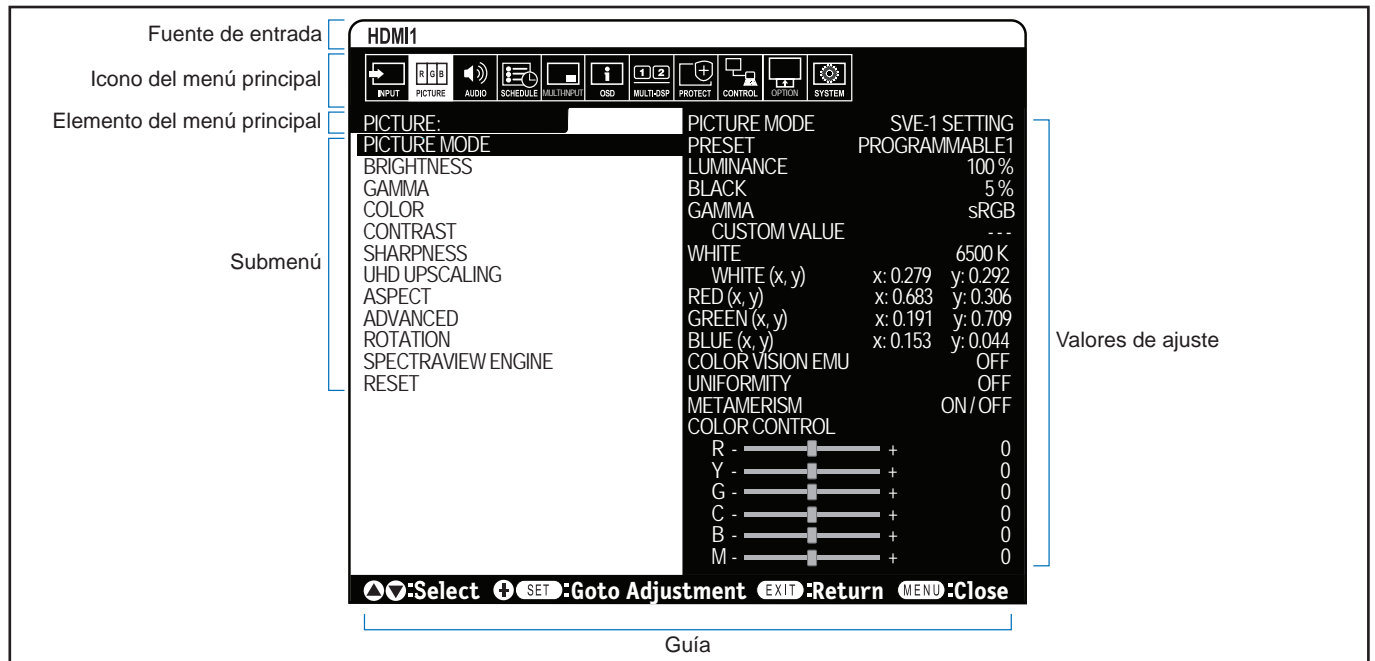 Fuente de entrada
HDMI1
Icono del menú principal
INPUT PICTURE AUDIO SCHEDULE MULTI-INPUT OSD MULTI-DSP PROTECT CONTROL OPTION SYSTEM
R G B
1 2
Elemento del menú principal
PICTURE:
Submenú
PICTURE MODE
BRIGHTNESS
GAMMA
COLOR
CONTRAST
SHARPNESS
UHD UPSCALING
ASPECT
ADVANCED
ROTATION
SPECTRAVIEW ENGINE
RESET
PICTURE MODE SVE-1 SETTING
PRESET PROGRAMMABLE1
LUMINANCE 100 %
BLACK 5 %
GAMMA sRGB
CUSTOM VALUE - - -
WHITE 6500 K
WHITE (x, y) x: 0.279 y: 0.292
RED (x, y) x: 0.683 y: 0.306
GREEN (x, y) x: 0.191 y: 0.709
BLUE (x, y) x: 0.153 y: 0.044
COLOR VISION EMU OFF
UNIFORMITY OFF
METAMERISM ON / OFF
COLOR CONTROL
R - + 0
Y - + 0
G - + 0
C - + 0
B - + 0
M - + 0
Valores de ajuste
:Select SET :Goto Adjustment EXIT :Return MENU :Close
Guía